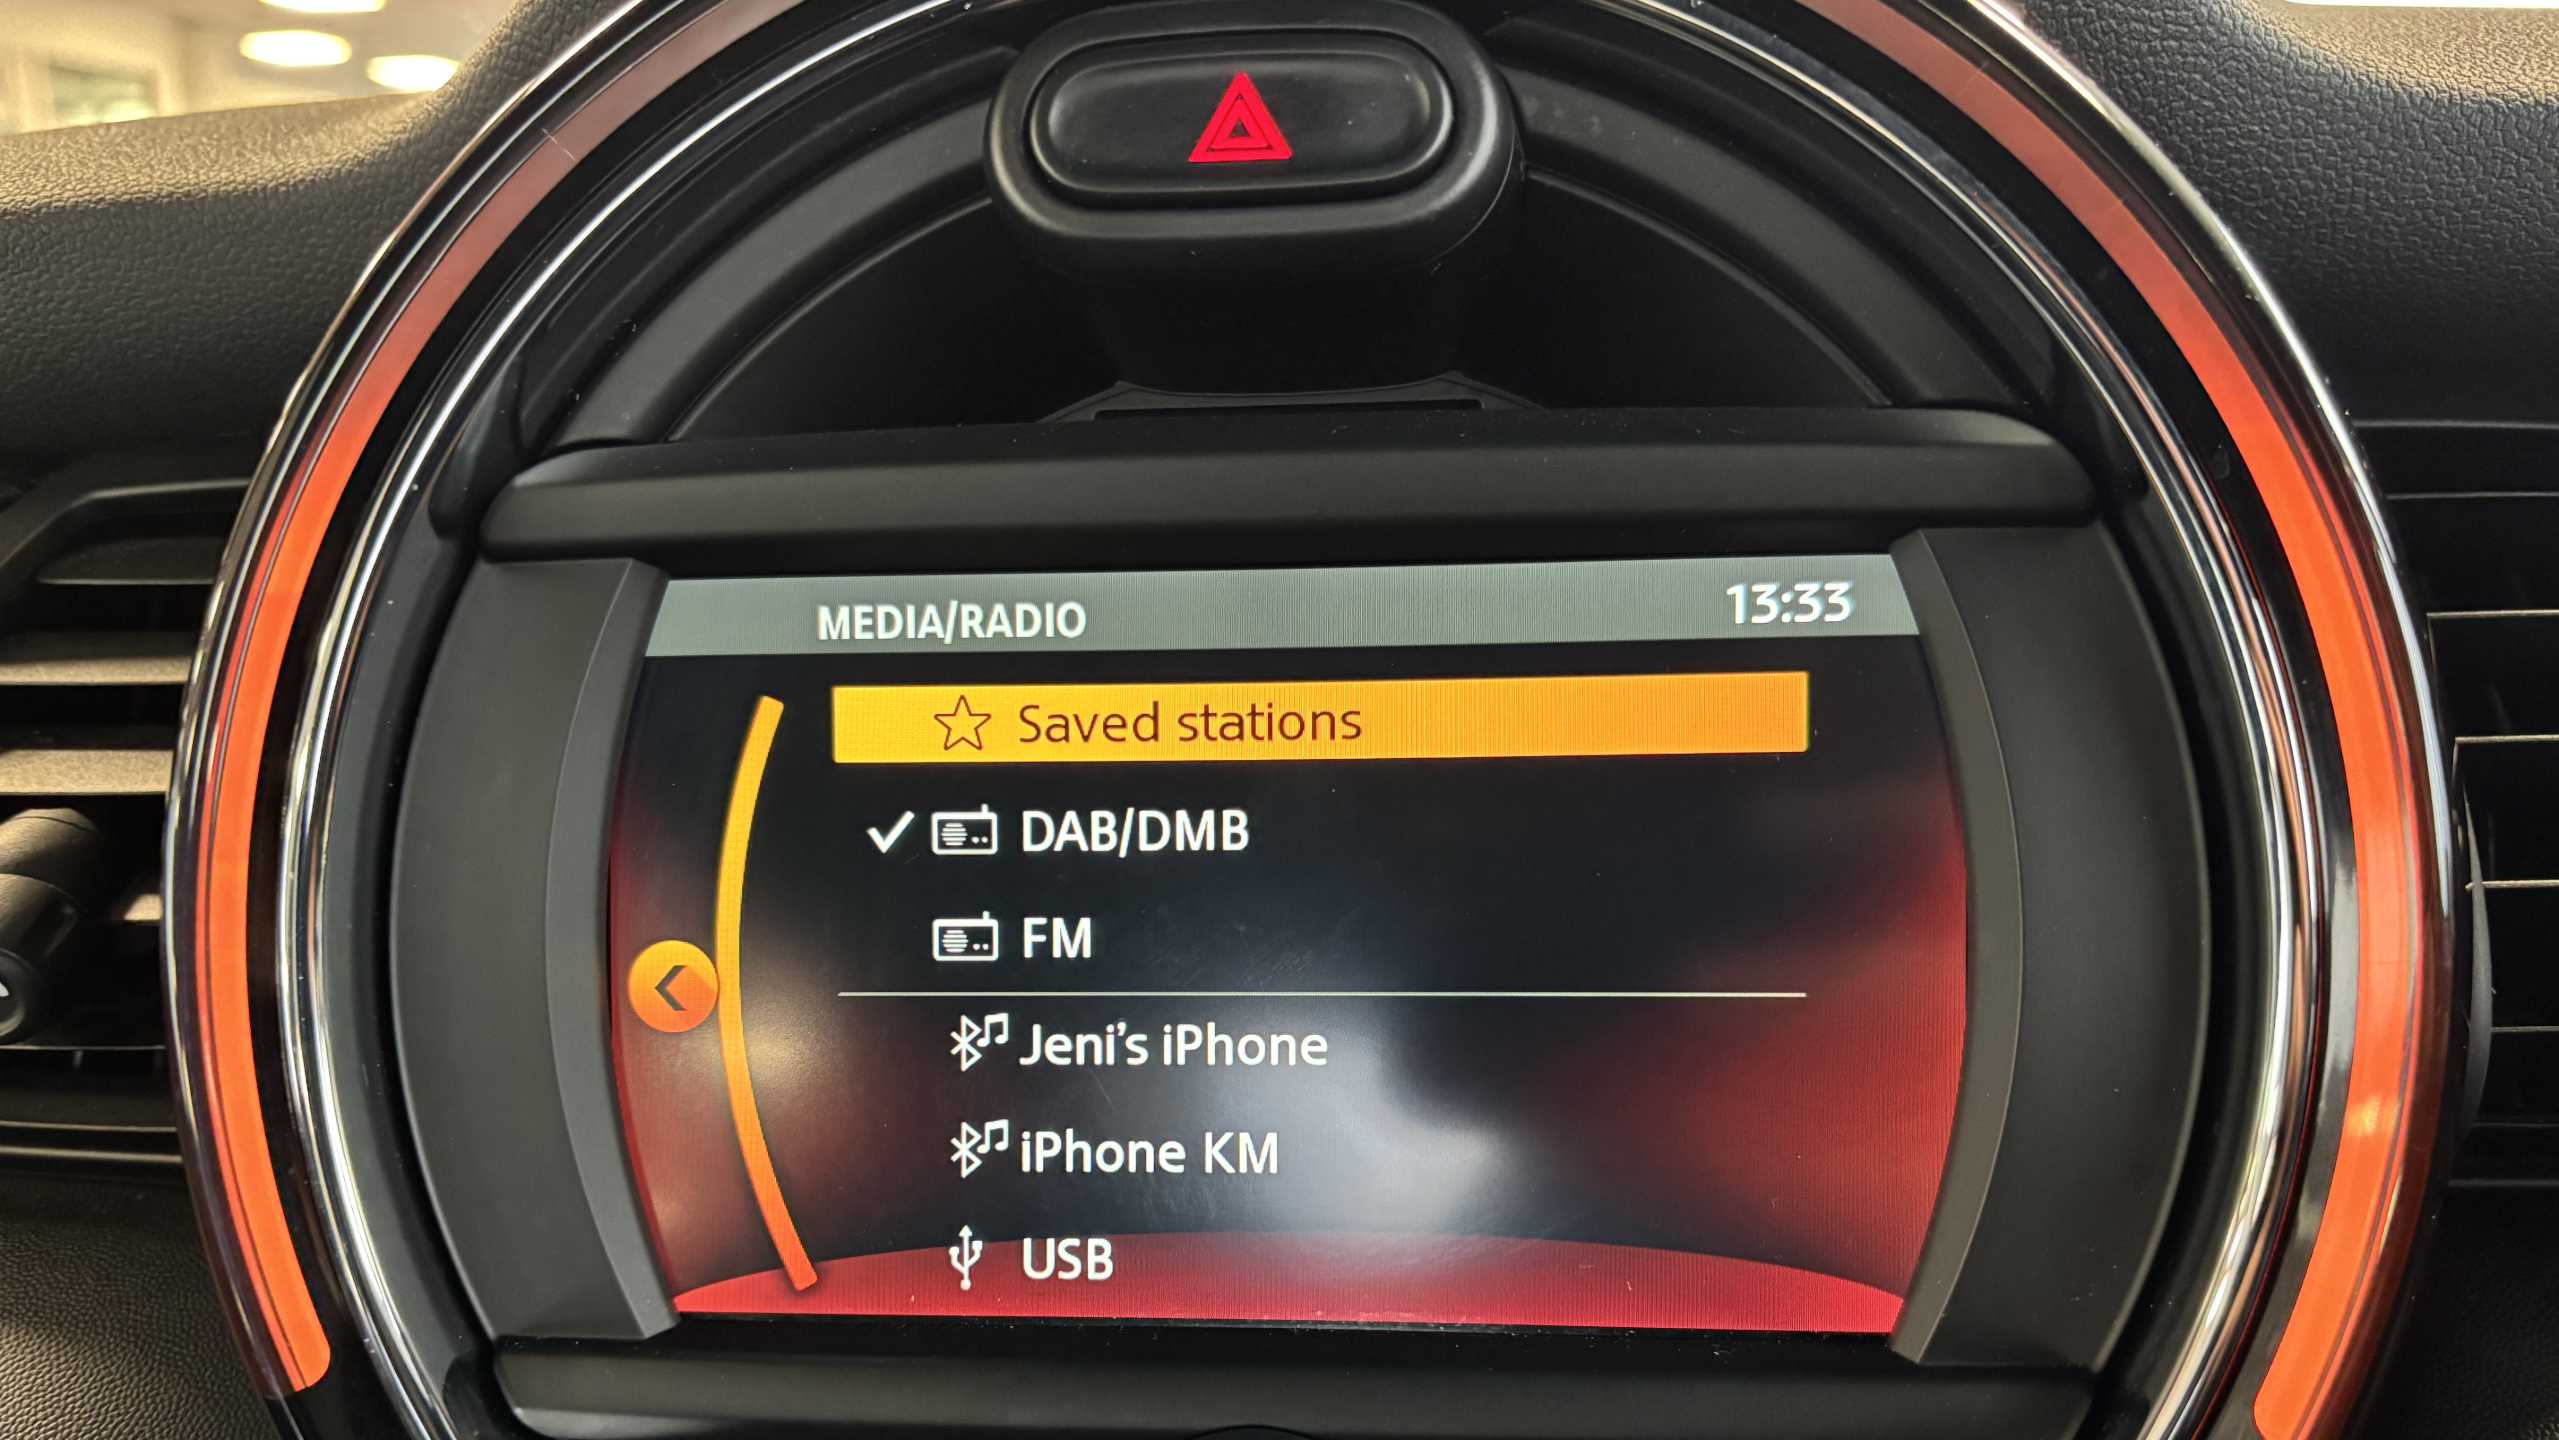 MEDIA/RADIO
13:33
Saved stations
DAB/DMB
FM
Jeni's iPhone
iPhone KM
USB